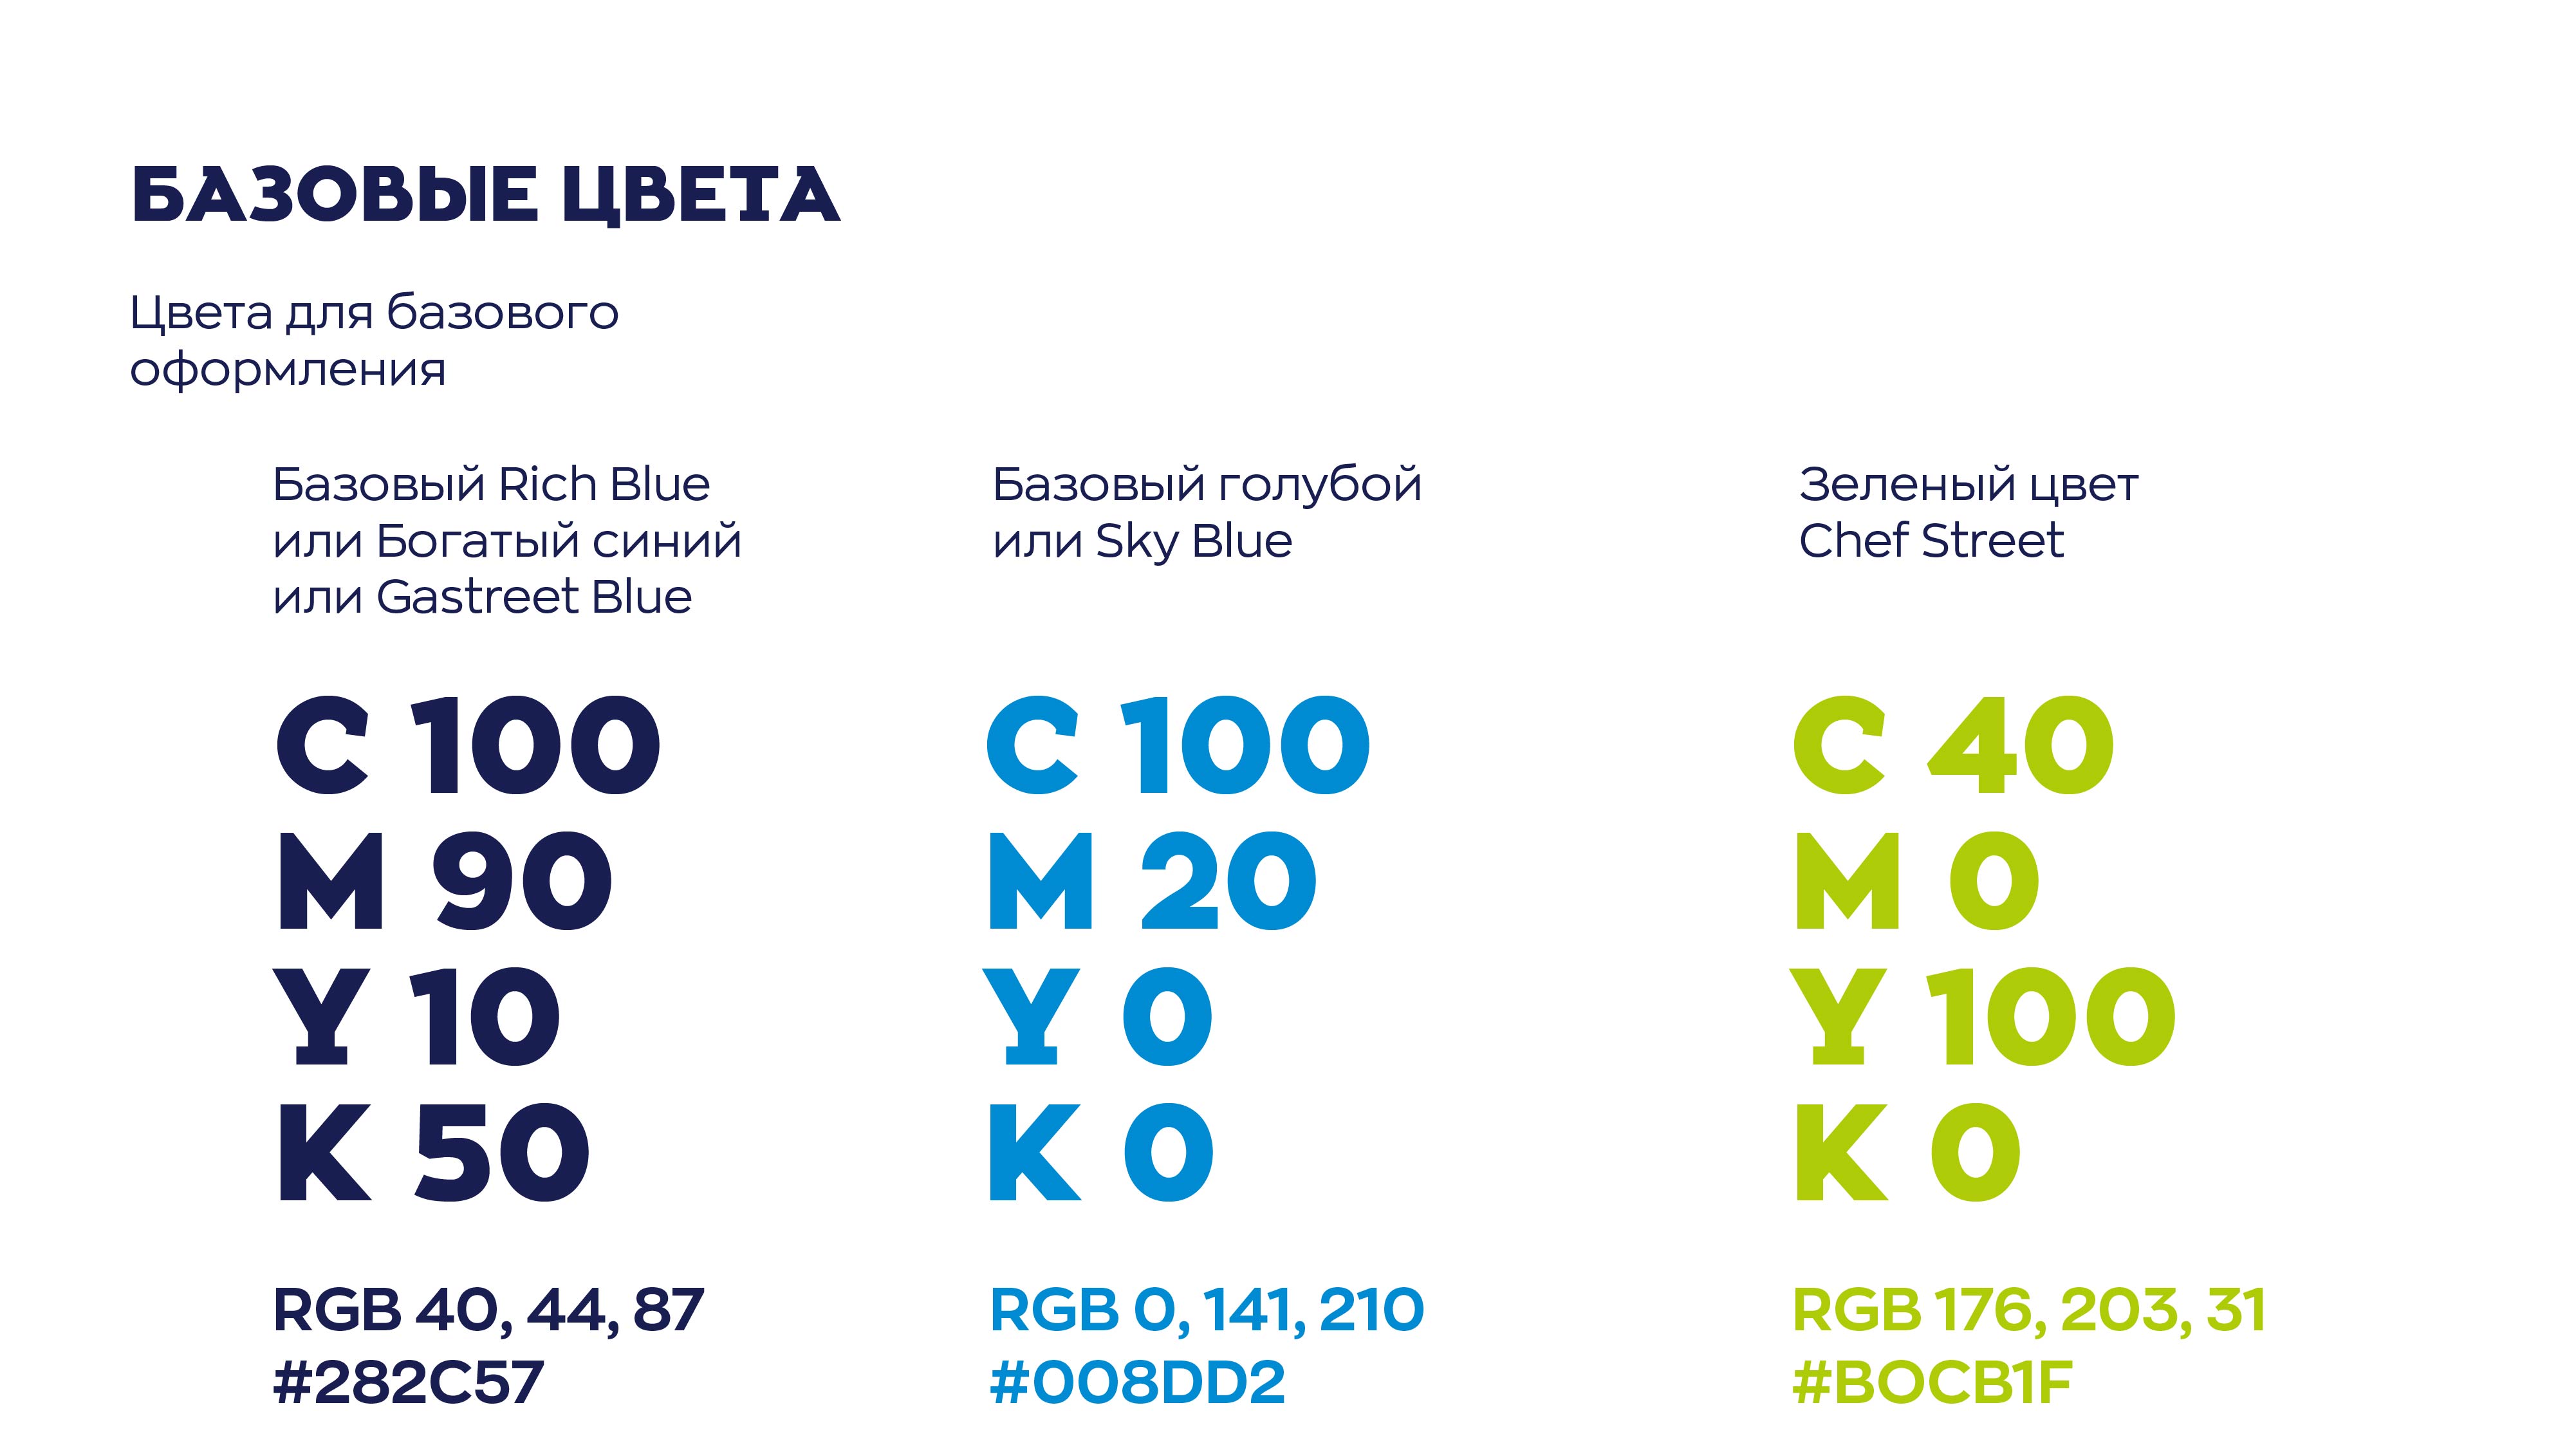 БАЗОВЫЕ ЦВЕТА
Цвета для базового
оформления
Базовый Rich Blue
или Богатый синий
или Gastreet Blue
C 100
M 90
Y 10
K 50
RGB 40, 44, 87
#282C57
Базовый голубой
или Sky Blue
C 100
M 20
Y 0
K 0
RGB 0, 141, 210
#008DD2
Зеленый цвет
Chef Street
C 40
M 0
Y 100
K 0
RGB 176, 203, 31
#BOCB1F